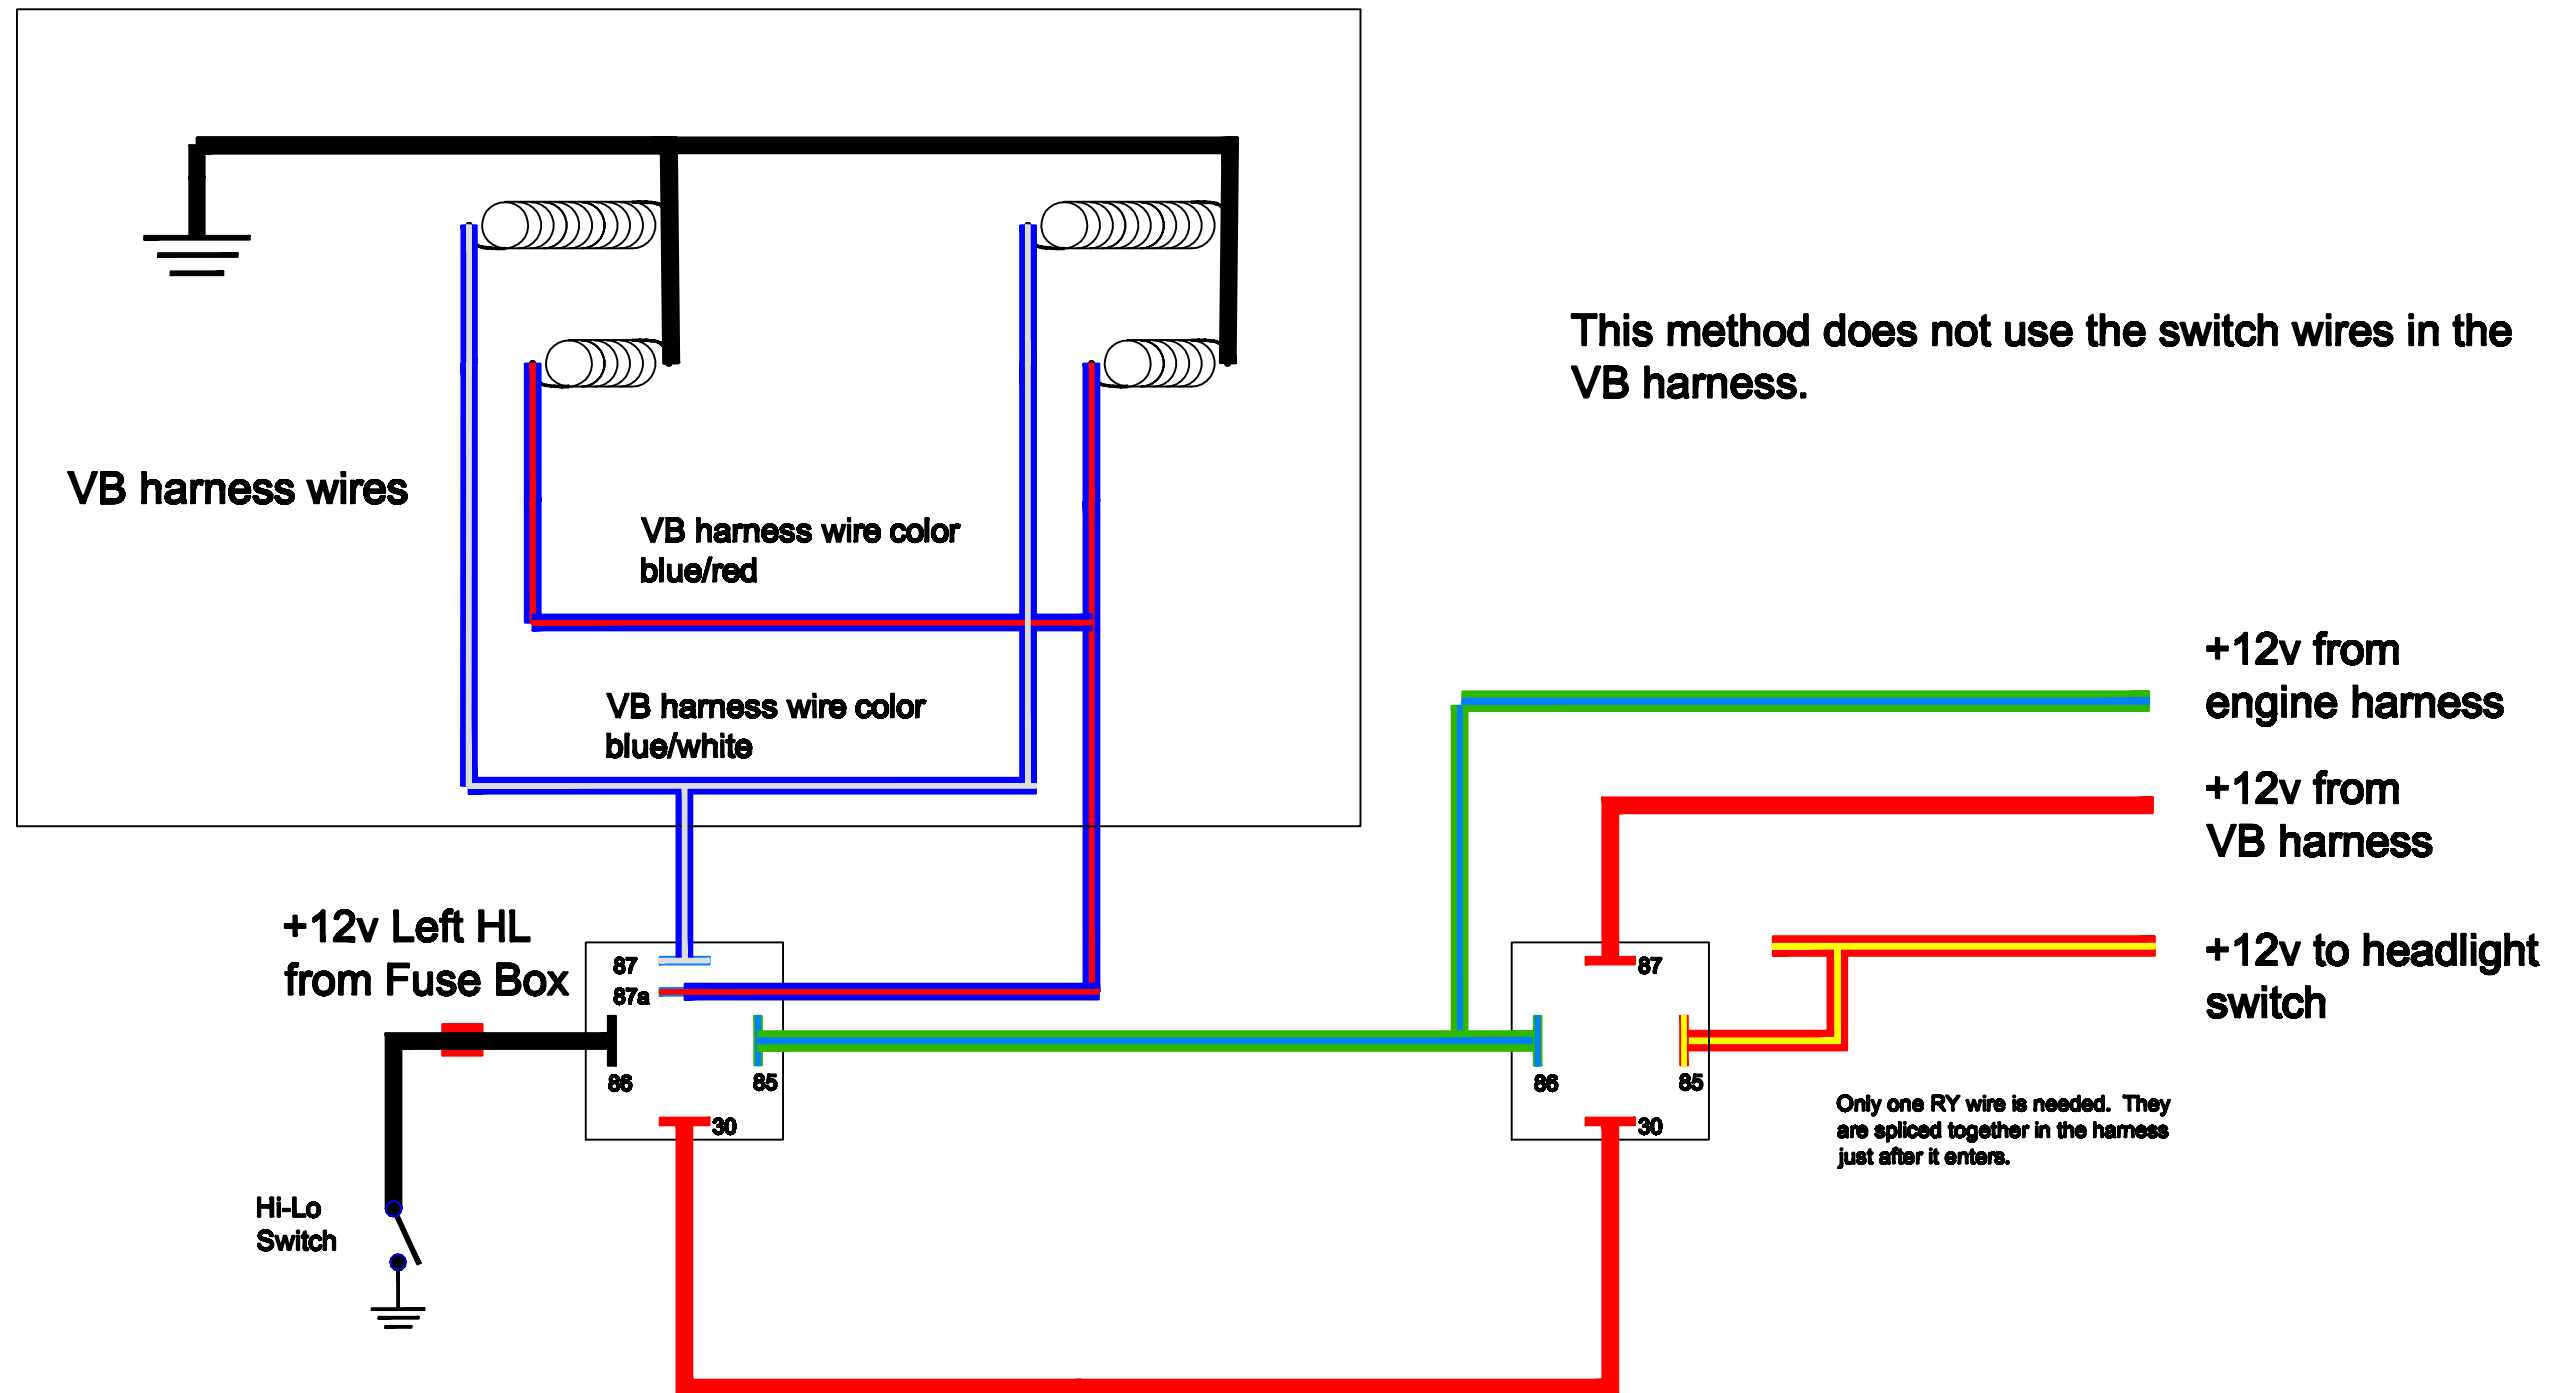 This method does not use the switch wires in the
VB harness.
VB harness wires
VB harness wire color
blue/red
VB harness wire color
blue/white
+12v from
engine harness
+12v from
VB harness
+12v to headlight
switch
+12v Left HL
from Fuse Box
87
87a
86
85
30
87
86
85
30
Only one RY wire is needed. They
are spliced together in the harness
just after it enters.
Hi-Lo
Switch